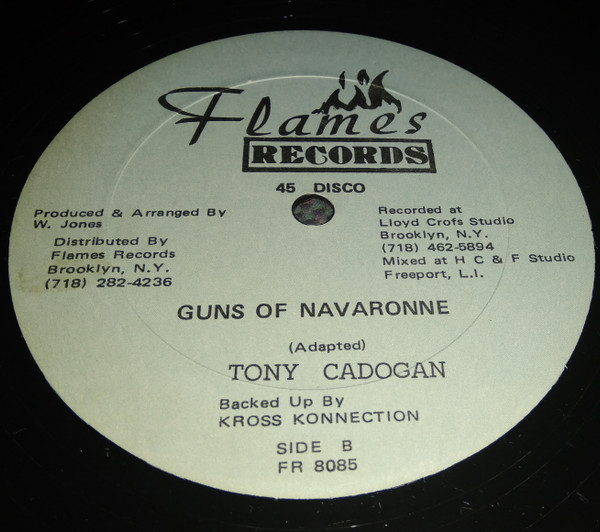 Flames
RECORDS
45 DISCO
Produced & Arranged By
W. Jones
Distributed By
Flames Records
Brooklyn, N.Y.
(718) 282-4236
Recorded at
Lloyd Crofs Studio
Brooklyn, N.Y.
(718) 462-5894
Mixed at H C & F Studio
Freeport, L.I.
GUNS OF NAVARONNE
(Adapted)
TONY CADOGAN
Backed Up By
KROSS KONNECTION
SIDE B
FR 8085